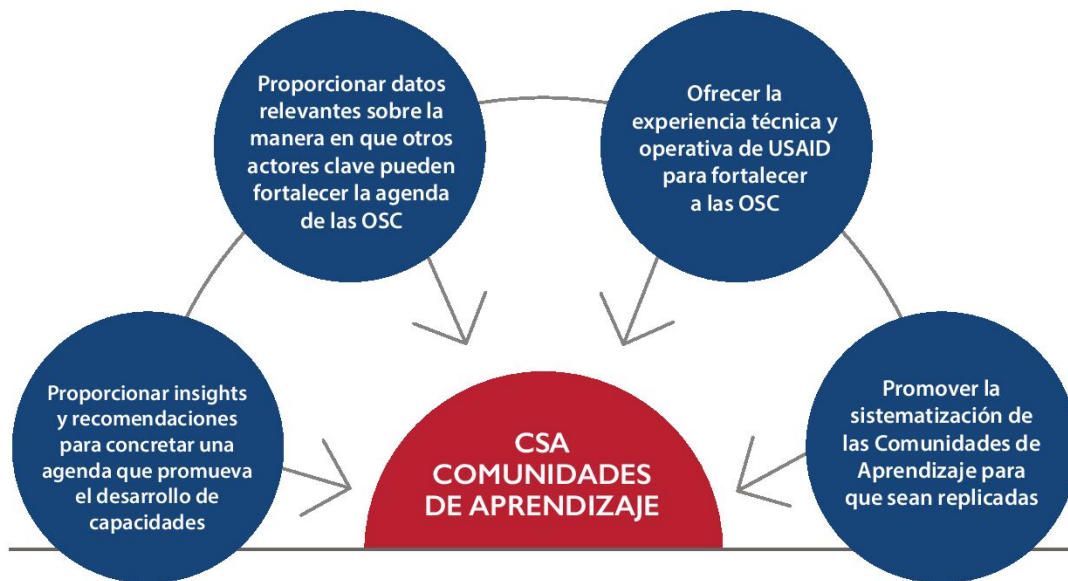 Proporcionar datos
relevantes sobre la
manera en que otros
actores clave pueden
fortalecer la agenda
de las OSC
Ofrecer la
experiencia técnica y
operativa de USAID
para fortalecer
a las OSC
Proporcionar insights
y recomendaciones
para concretar una
agenda que promueva
el desarrollo de
capacidades
CSA
COMUNIDADES
DE APRENDIZAJE
Promover la
sistematización de
las Comunidades de
Aprendizaje para
que sean replicadas